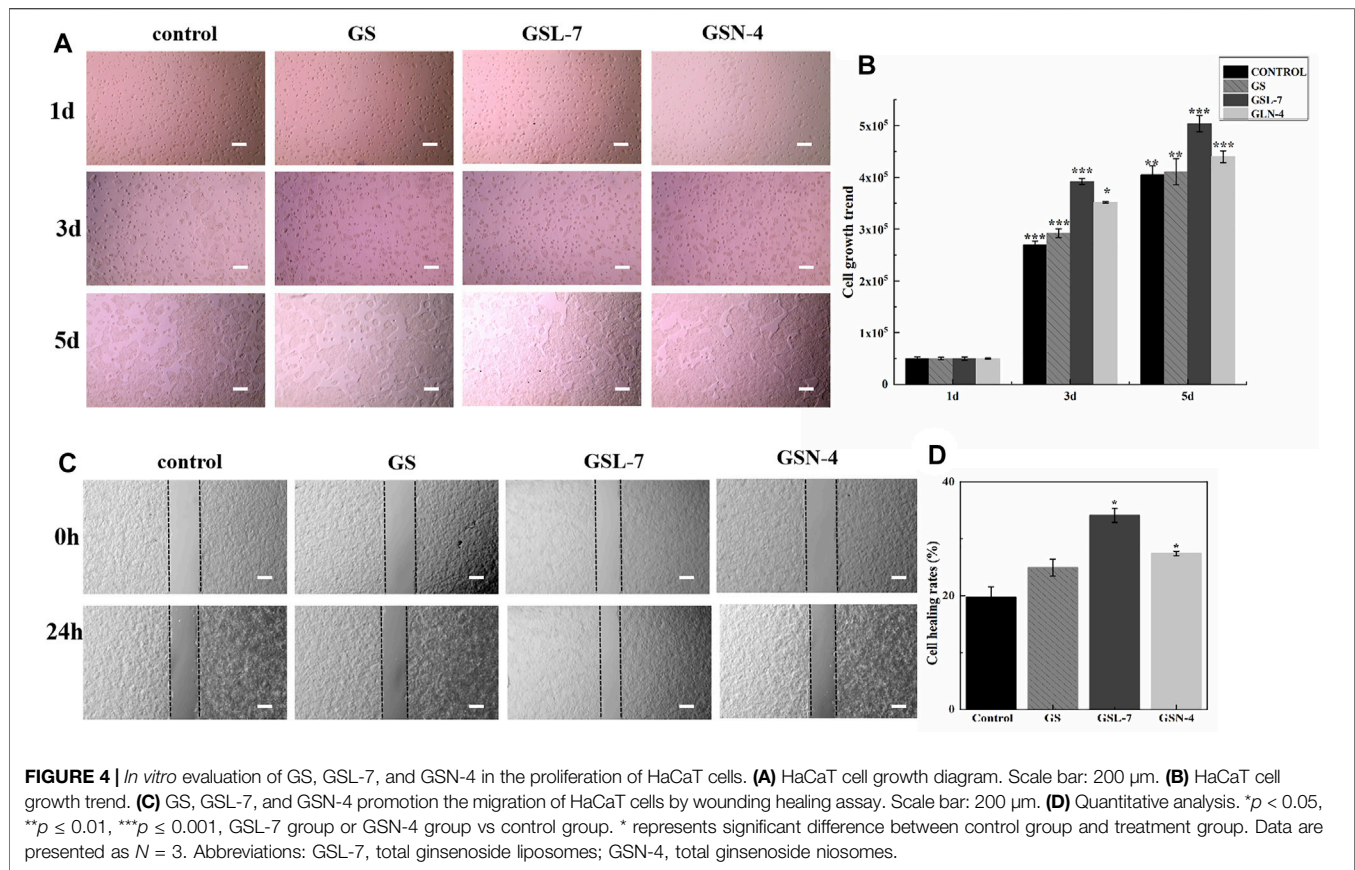 A
control GS GSL-7 GSN-4
1d
3d
5d
B
CONTROL
GS
GSL-7
GLN-4
Cell growth trend
5x10⁵
4x10⁵
3x10⁵
2x10⁵
1x10⁵
0
*** *** *** *
** ** *** ***
1d 3d 5d
C
control GS GSL-7 GSN-4
0h
24h
D
Cell healing rates (%)
40
20
0
* *
Control GS GSL-7 GSN-4
FIGURE 4 | In vitro evaluation of GS, GSL-7, and GSN-4 in the proliferation of HaCaT cells. (A) HaCaT cell growth diagram. Scale bar: 200 µm. (B) HaCaT cell
growth trend. (C) GS, GSL-7, and GSN-4 promotion the migration of HaCaT cells by wounding healing assay. Scale bar: 200 µm. (D) Quantitative analysis. *p < 0.05,
**p ≤ 0.01, ***p ≤ 0.001, GSL-7 group or GSN-4 group vs control group. * represents significant difference between control group and treatment group. Data are
presented as N = 3. Abbreviations: GSL-7, total ginsenoside liposomes; GSN-4, total ginsenoside niosomes.